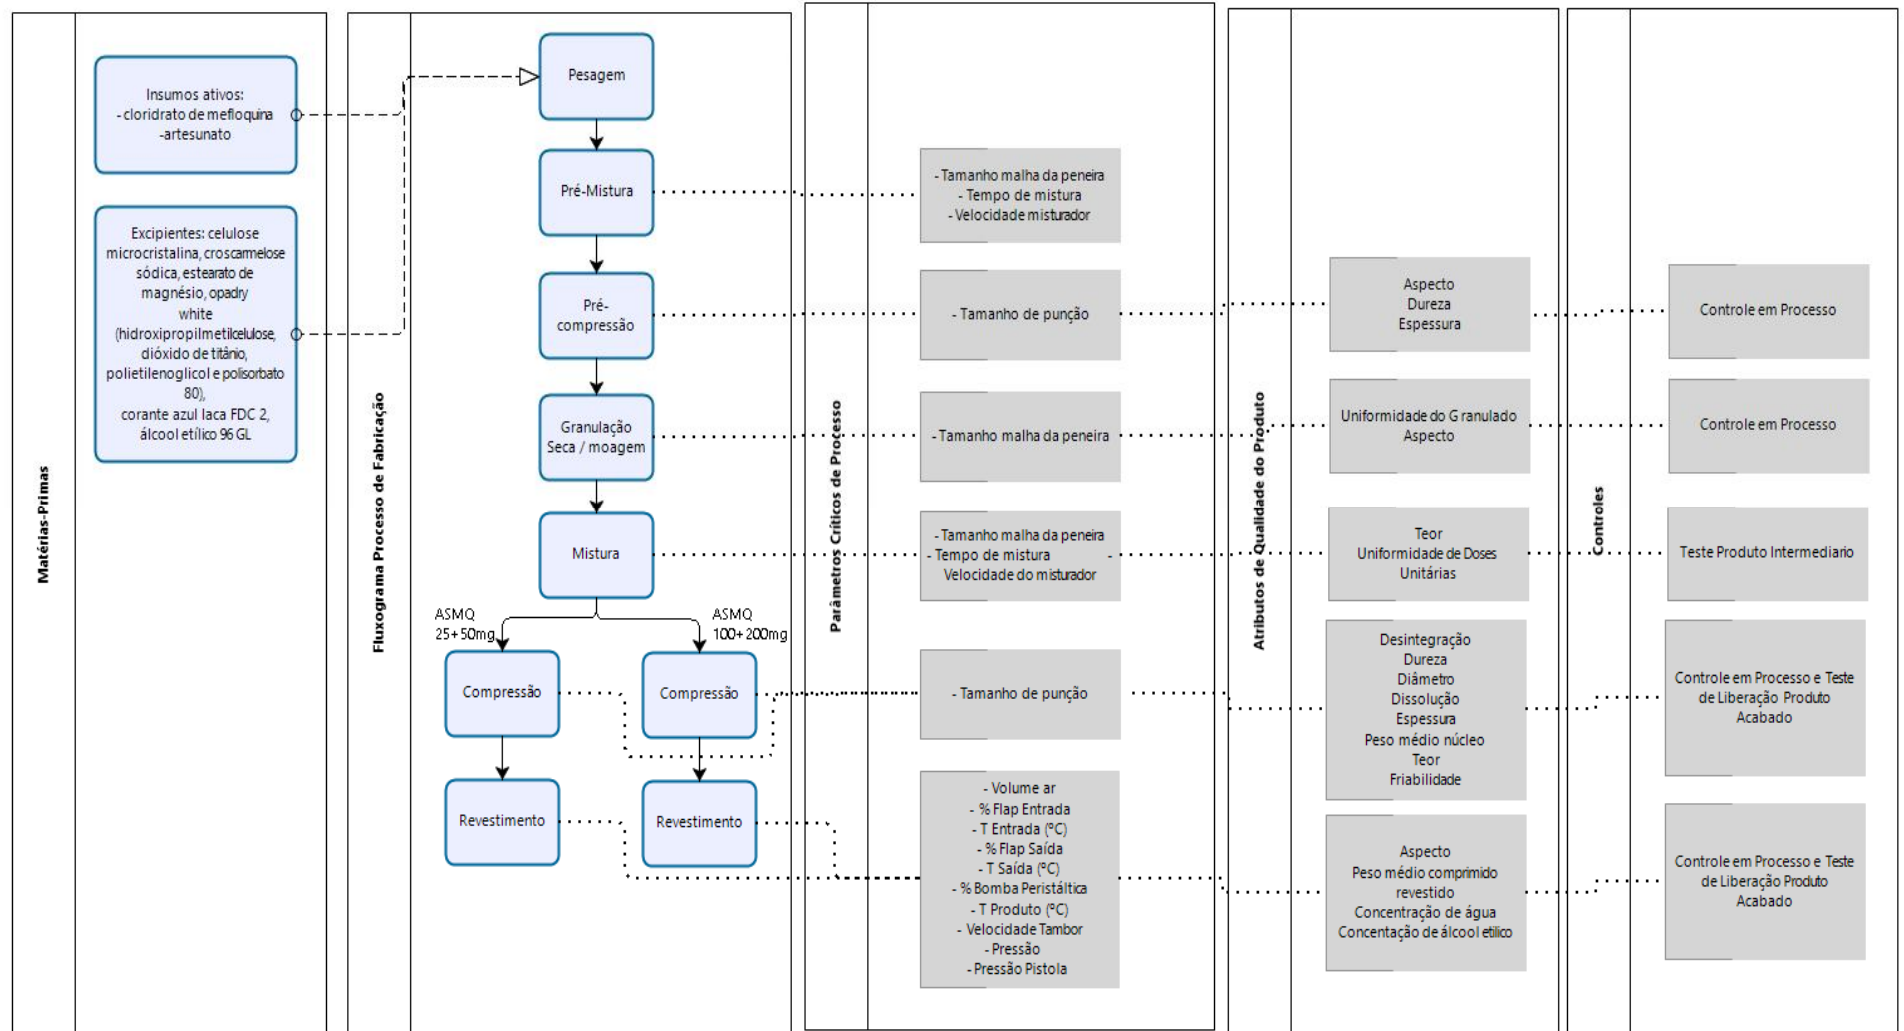 Matérias-Primas
Insumos ativos:
- cloridrato de mefloquina
-artesunato
Excipientes: celulose
microcristalina, croscarmelose
sódica, estearato de
magnésio, opadry
white
(hidroxipropilmetilcelulose,
dióxido de titânio,
polietilenoglicol e polisorbato
80),
corante azul laca FDC 2,
álcool etílico 96 GL
Fluxograma Processo de Fabricação
Pesagem
Pré-Mistura
Pré-
compressão
Granulação
Seca / moagem
Mistura
ASMQ
25+50mg
ASMQ
100+200mg
Compressão
Compressão
Revestimento
Revestimento
Parâmetros Críticos de Processo
- Tamanho malha da peneira
- Tempo de mistura
- Velocidade misturador
- Tamanho de punção
- Tamanho malha da peneira
- Tamanho malha da peneira
- Tempo de mistura -
Velocidade do misturador
- Tamanho de punção
- Volume ar
- % Flap Entrada
- T Entrada (ºC)
- % Flap Saída
- T Saída (ºC)
- % Bomba Peristáltica
- T Produto (ºC)
- Velocidade Tambor
- Pressão
- Pressão Pistola
Atributos de Qualidade do Produto
Aspecto
Dureza
Espessura
Uniformidade do Granulado
Aspecto
Teor
Uniformidade de Doses
Unitárias
Desintegração
Dureza
Diâmetro
Dissolução
Espessura
Peso médio núcleo
Teor
Friabilidade
Aspecto
Peso médio comprimido
revestido
Concentração de água
Concentação de álcool etílico
Controles
Controle em Processo
Controle em Processo
Teste Produto Intermediario
Controle em Processo e Teste
de Liberação Produto
Acabado
Controle em Processo e Teste
de Liberação Produto
Acabado